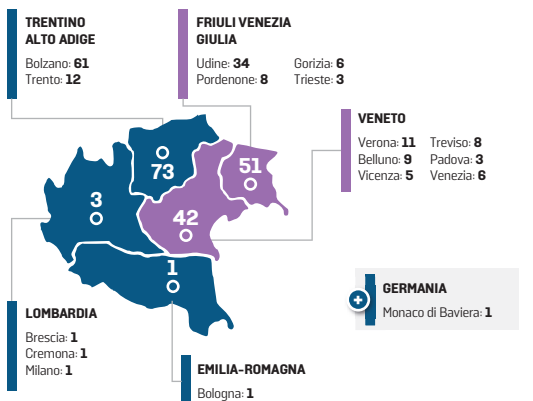 TRENTINO
ALTO ADIGE
Bolzano: 61
Trento: 12
FRIULI VENEZIA
GIULIA
Udine: 34 Gorizia: 6
Pordenone: 8 Trieste: 3
VENETO
Verona: 11 Treviso: 8
Belluno: 9 Padova: 3
Vicenza: 5 Venezia: 6
73
51
3
42
1
GERMANIA
Monaco di Baviera: 1
LOMBARDIA
Brescia: 1
Cremona: 1
Milano: 1
EMILIA-ROMAGNA
Bologna: 1